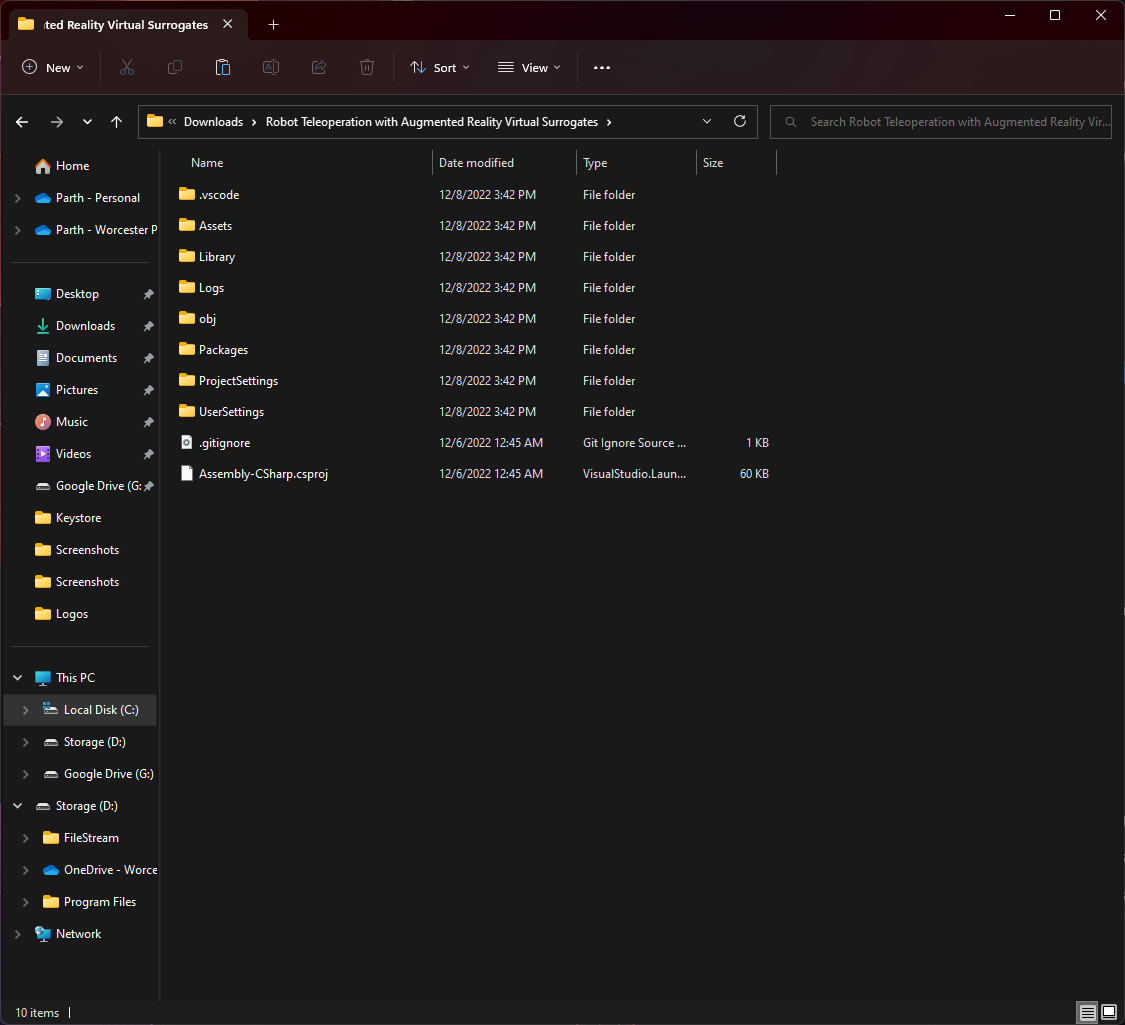 ted Reality Virtual Surrogates
New
Sort
View
Downloads > Robot Teleoperation with Augmented Reality Virtual Surrogates >
Search Robot Teleoperation with Augmented Reality Vir...
Name Date modified Type Size
.vscode 12/8/2022 3:42 PM File folder
Assets 12/8/2022 3:42 PM File folder
Library 12/8/2022 3:42 PM File folder
Logs 12/8/2022 3:42 PM File folder
obj 12/8/2022 3:42 PM File folder
Packages 12/8/2022 3:42 PM File folder
ProjectSettings 12/8/2022 3:42 PM File folder
UserSettings 12/8/2022 3:42 PM File folder
.gitignore 12/6/2022 12:45 AM Git Ignore Source ... 1 KB
Assembly-CSharp.csproj 12/6/2022 12:45 AM VisualStudio.Laun... 60 KB
Home
Parth - Personal
Parth - Worcester P
Desktop
Downloads
Documents
Pictures
Music
Videos
Google Drive (G:
Keystore
Screenshots
Screenshots
Logos
This PC
Local Disk (C:)
Storage (D:)
Google Drive (G:)
Storage (D:)
FileStream
OneDrive - Worce
Program Files
Network
10 items